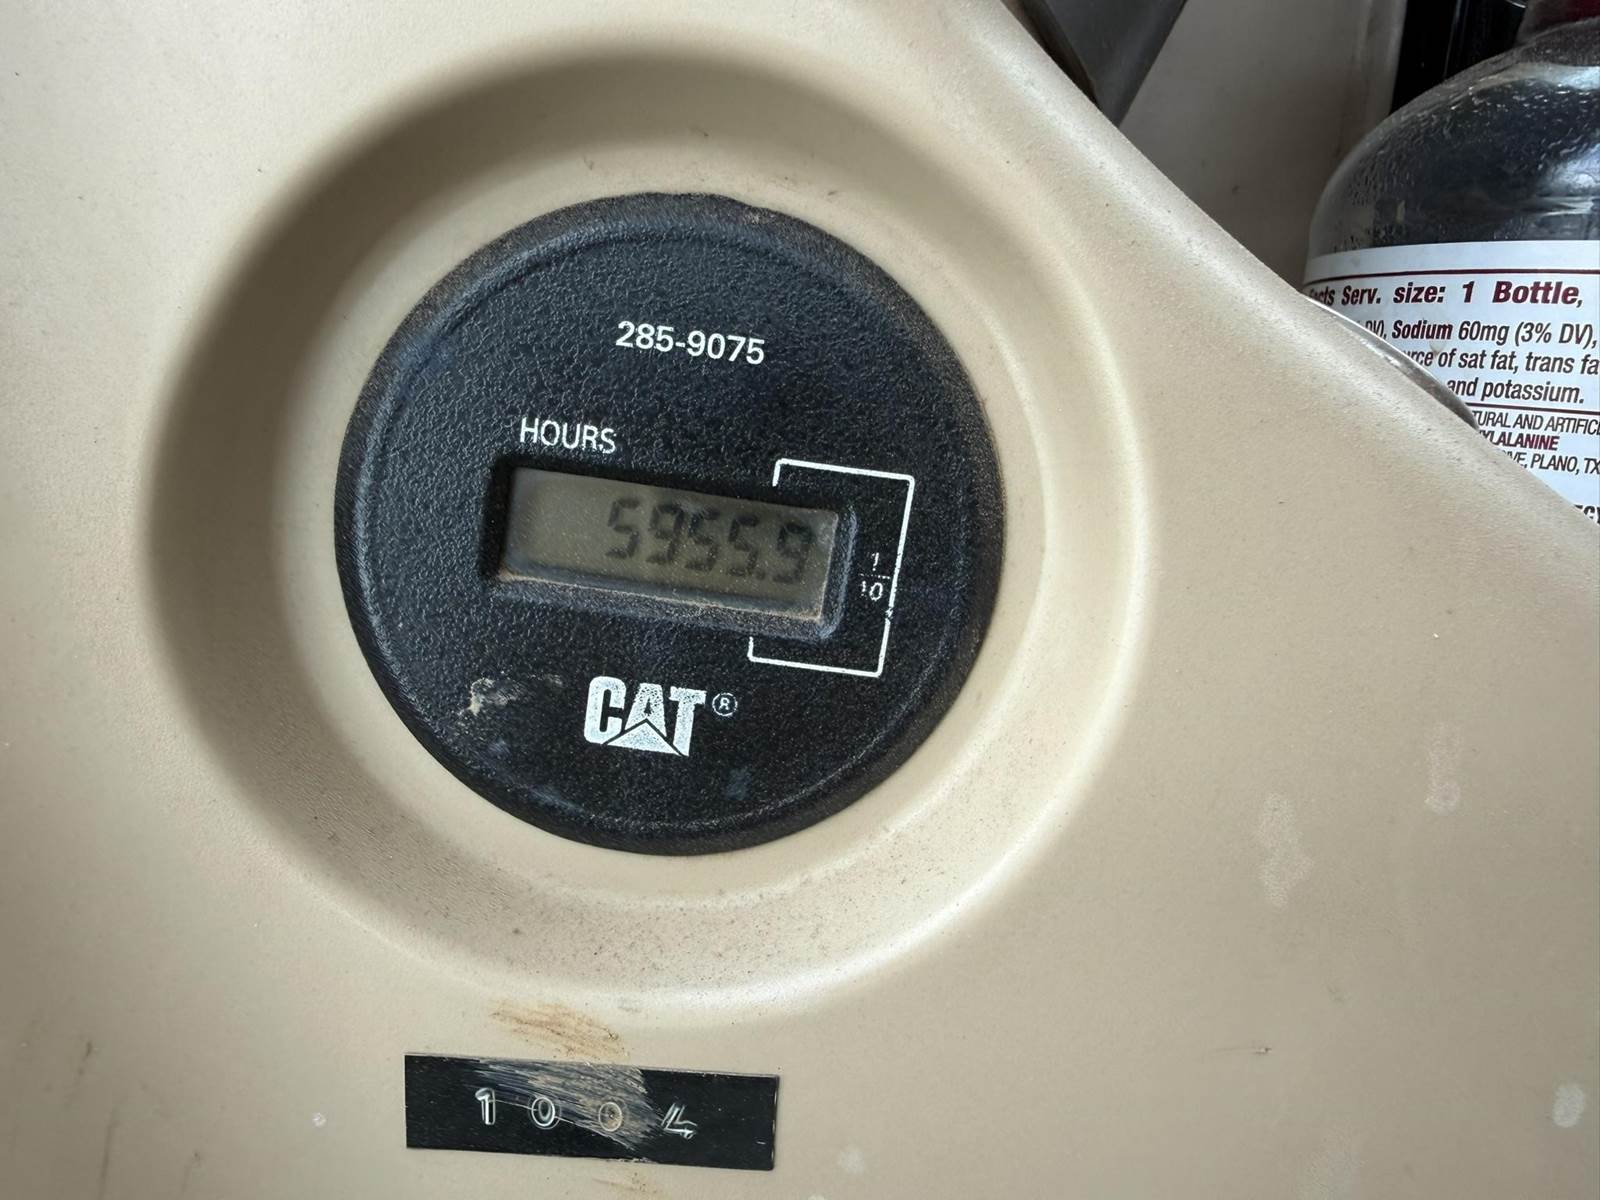 285-9075
HOURS
5955.9
1
10
CAT®
1004
Serv. size: 1 Bottle,
Sodium 60mg (3% DV),
of sat fat, trans
and potassium.
AND
PLANO, TX